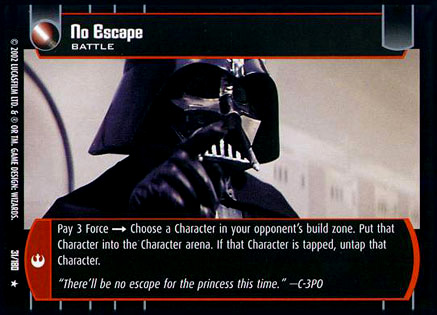 No Escape
BATTLE
Pay 3 Force → Choose a Character in your opponent's build zone. Put that
Character into the Character arena. If that Character is tapped, untap that
Character.
"There'll be no escape for the princess this time." —C-3PO
© 2002 LUCASFILM LTD. & ® OR TM. GAME DESIGN: WIZARDS.
31/180 ★